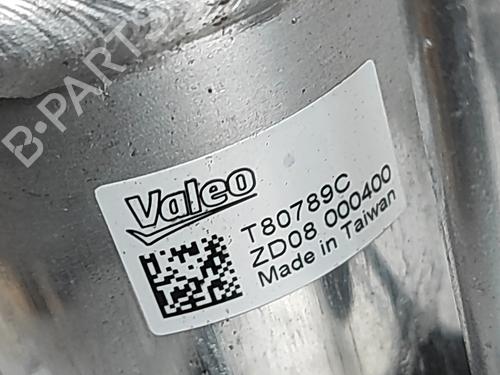 B-PARTS
Valeo
T80789C
ZD08 000400
Made in Taiwan